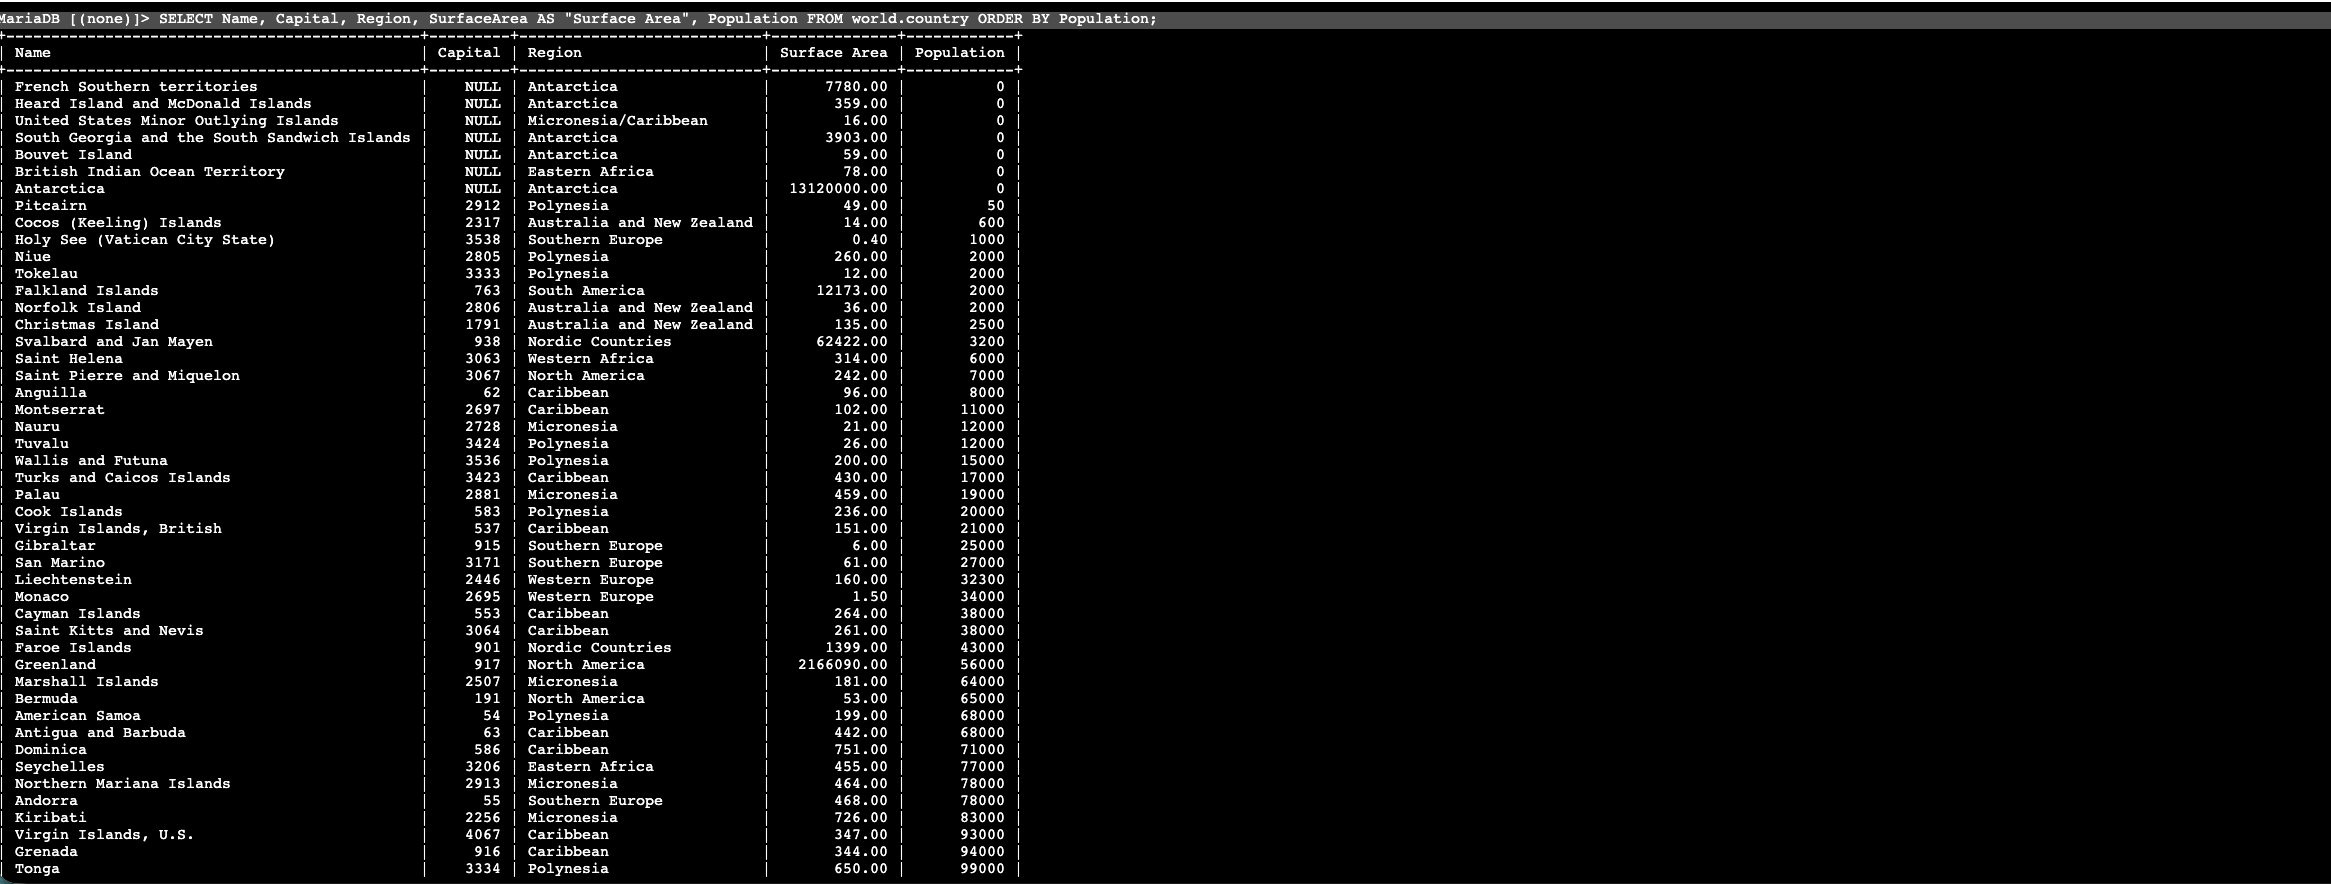 MariaDB [(none)]> SELECT Name, Capital, Region, SurfaceArea AS "Surface Area", Population FROM world.country ORDER BY Population;
+----------------------------------------------+---------+---------------------------+--------------+------------+
| Name | Capital | Region | Surface Area | Population |
+----------------------------------------------+---------+---------------------------+--------------+------------+
| French Southern territories | NULL | Antarctica | 7780.00 | 0 |
| Heard Island and McDonald Islands | NULL | Antarctica | 359.00 | 0 |
| United States Minor Outlying Islands | NULL | Micronesia/Caribbean | 16.00 | 0 |
| South Georgia and the South Sandwich Islands | NULL | Antarctica | 3903.00 | 0 |
| Bouvet Island | NULL | Antarctica | 59.00 | 0 |
| British Indian Ocean Territory | NULL | Eastern Africa | 78.00 | 0 |
| Antarctica | NULL | Antarctica | 13120000.00 | 0 |
| Pitcairn | 2912 | Polynesia | 49.00 | 50 |
| Cocos (Keeling) Islands | 2317 | Australia and New Zealand | 14.00 | 600 |
| Holy See (Vatican City State) | 3538 | Southern Europe | 0.40 | 1000 |
| Niue | 2805 | Polynesia | 260.00 | 2000 |
| Tokelau | 3333 | Polynesia | 12.00 | 2000 |
| Falkland Islands | 763 | South America | 12173.00 | 2000 |
| Norfolk Island | 2806 | Australia and New Zealand | 36.00 | 2000 |
| Christmas Island | 1791 | Australia and New Zealand | 135.00 | 2500 |
| Svalbard and Jan Mayen | 938 | Nordic Countries | 62422.00 | 3200 |
| Saint Helena | 3063 | Western Africa | 314.00 | 6000 |
| Saint Pierre and Miquelon | 3067 | North America | 242.00 | 7000 |
| Anguilla | 62 | Caribbean | 96.00 | 8000 |
| Montserrat | 2697 | Caribbean | 102.00 | 11000 |
| Nauru | 2728 | Micronesia | 21.00 | 12000 |
| Tuvalu | 3424 | Polynesia | 26.00 | 12000 |
| Wallis and Futuna | 3536 | Polynesia | 200.00 | 15000 |
| Turks and Caicos Islands | 3423 | Caribbean | 430.00 | 17000 |
| Palau | 2881 | Micronesia | 459.00 | 19000 |
| Cook Islands | 583 | Polynesia | 236.00 | 20000 |
| Virgin Islands, British | 537 | Caribbean | 151.00 | 21000 |
| Gibraltar | 915 | Southern Europe | 6.00 | 25000 |
| San Marino | 3171 | Southern Europe | 61.00 | 27000 |
| Liechtenstein | 2446 | Western Europe | 160.00 | 32300 |
| Monaco | 2695 | Western Europe | 1.50 | 34000 |
| Cayman Islands | 553 | Caribbean | 264.00 | 38000 |
| Saint Kitts and Nevis | 3064 | Caribbean | 261.00 | 38000 |
| Faroe Islands | 901 | Nordic Countries | 1399.00 | 43000 |
| Greenland | 917 | North America | 2166090.00 | 56000 |
| Marshall Islands | 2507 | Micronesia | 181.00 | 64000 |
| Bermuda | 191 | North America | 53.00 | 65000 |
| American Samoa | 54 | Polynesia | 199.00 | 68000 |
| Antigua and Barbuda | 63 | Caribbean | 442.00 | 68000 |
| Dominica | 586 | Caribbean | 751.00 | 71000 |
| Seychelles | 3206 | Eastern Africa | 455.00 | 77000 |
| Northern Mariana Islands | 2913 | Micronesia | 464.00 | 78000 |
| Andorra | 55 | Southern Europe | 468.00 | 78000 |
| Kiribati | 2256 | Micronesia | 726.00 | 83000 |
| Virgin Islands, U.S. | 4067 | Caribbean | 347.00 | 93000 |
| Grenada | 916 | Caribbean | 344.00 | 94000 |
| Tonga | 3334 | Polynesia | 650.00 | 99000 |